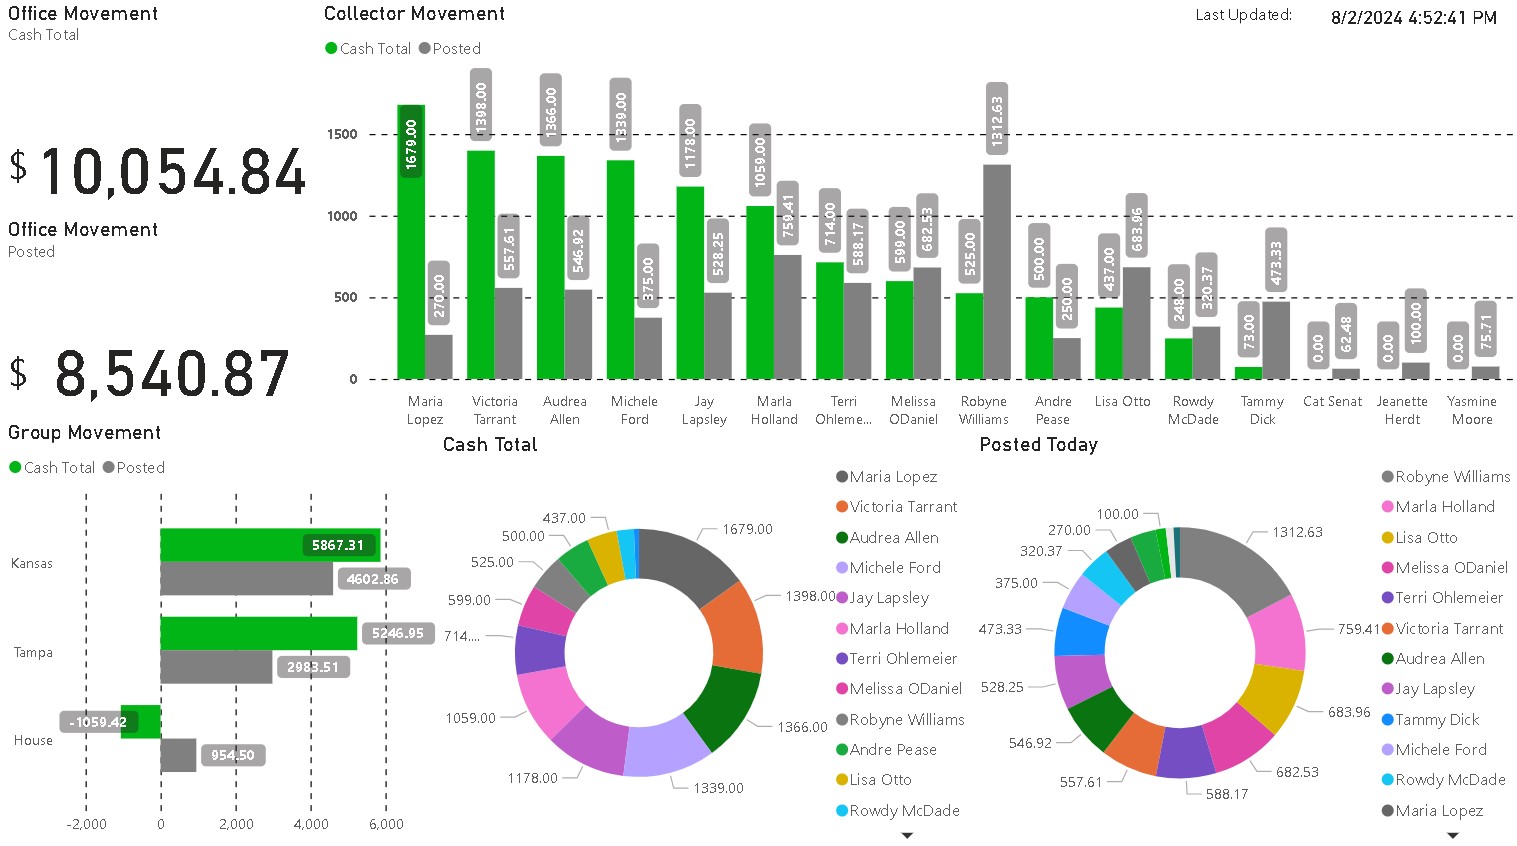 Office Movement
Cash Total
$ 10,054.84
Office Movement
Posted
$ 8,540.87
Collector Movement
Cash Total Posted
Last Updated: 8/2/2024 4:52:41 PM
1500
1000
500
0
1679.00
270.00
1398.00
557.61
1366.00
546.92
1339.00
375.00
1178.00
528.25
1059.00
759.41
714.00
588.17
599.00
682.53
525.00
1312.63
500.00
250.00
437.00
683.96
248.00
320.37
73.00
473.33
0.00
62.48
0.00
100.00
0.00
75.71
Maria Lopez
Victoria Tarrant
Audrea Allen
Michele Ford
Jay Lapsley
Marla Holland
Terri Ohleme...
Melissa ODaniel
Robyne Williams
Andre Pease
Lisa Otto
Rowdy McDade
Tammy Dick
Cat Senat
Jeanette Herdt
Yasmine Moore
Group Movement
Cash Total Posted
Kansas
5867.31
4602.86
Tampa
5246.95
2983.51
House
-1059.42
954.50
-2,000 0 2,000 4,000 6,000
Cash Total
1679.00
1398.00
1366.00
1339.00
1178.00
1059.00
714....
599.00
525.00
500.00
437.00
Maria Lopez
Victoria Tarrant
Audrea Allen
Michele Ford
Jay Lapsley
Marla Holland
Terri Ohlemeier
Melissa ODaniel
Robyne Williams
Andre Pease
Lisa Otto
Rowdy McDade
Posted Today
1312.63
759.41
683.96
682.53
588.17
557.61
546.92
528.25
473.33
375.00
320.37
270.00
100.00
Robyne Williams
Marla Holland
Lisa Otto
Melissa ODaniel
Terri Ohlemeier
Victoria Tarrant
Audrea Allen
Jay Lapsley
Tammy Dick
Michele Ford
Rowdy McDade
Maria Lopez